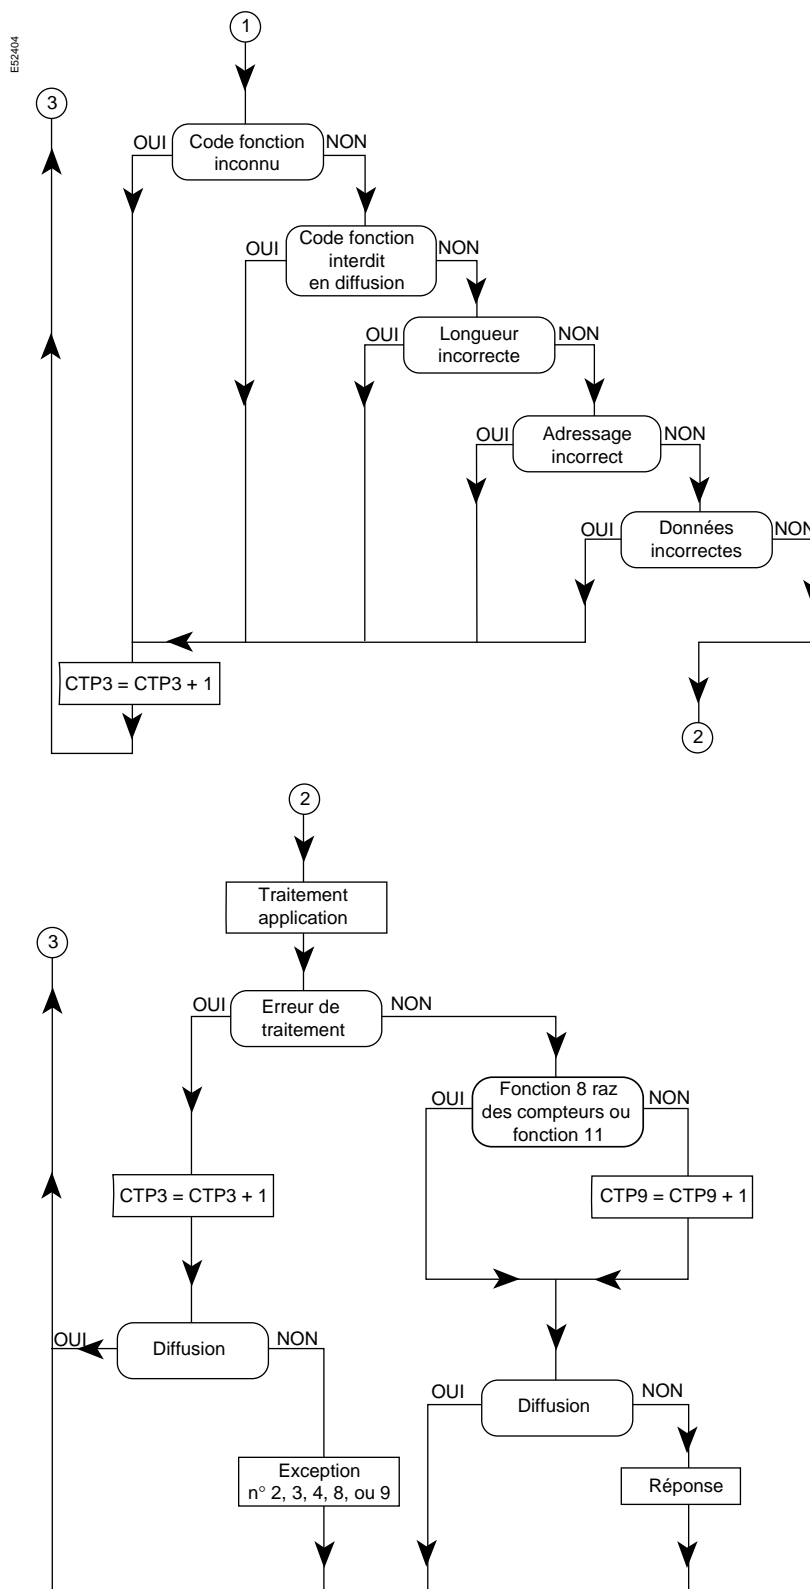 E52404
1
3
OUI
Code fonction
inconnu
NON
OUI
Code fonction
interdit
en diffusion
NON
OUI
Longueur
incorrecte
NON
OUI
Adressage
incorrect
NON
OUI
Données
incorrectes
NON
CTP3 = CTP3 + 1
2
2
Traitement
application
3
OUI
Erreur de
traitement
NON
OUI
Fonction 8 raz
des compteurs ou
fonction 11
NON
CTP3 = CTP3 + 1
CTP9 = CTP9 + 1
OUI
Diffusion
NON
OUI
Diffusion
NON
Exception
n° 2, 3, 4, 8, ou 9
Réponse